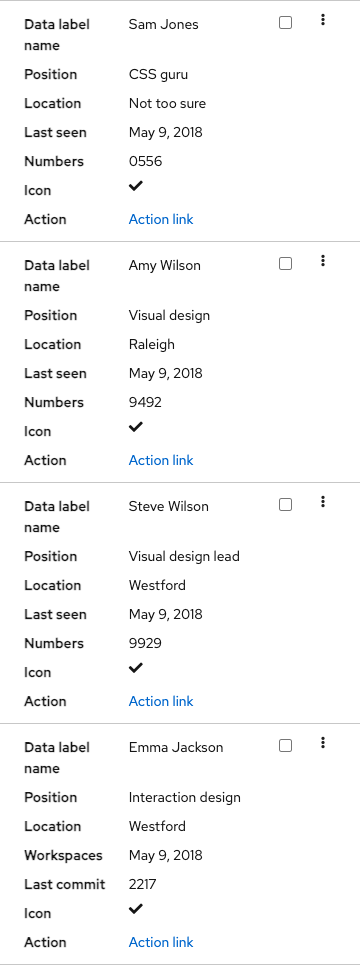 Data label name Sam Jones
Position CSS guru
Location Not too sure
Last seen May 9, 2018
Numbers 0556
Icon
Action Action link
Data label name Amy Wilson
Position Visual design
Location Raleigh
Last seen May 9, 2018
Numbers 9492
Icon
Action Action link
Data label name Steve Wilson
Position Visual design lead
Location Westford
Last seen May 9, 2018
Numbers 9929
Icon
Action Action link
Data label name Emma Jackson
Position Interaction design
Location Westford
Workspaces May 9, 2018
Last commit 2217
Icon
Action Action link